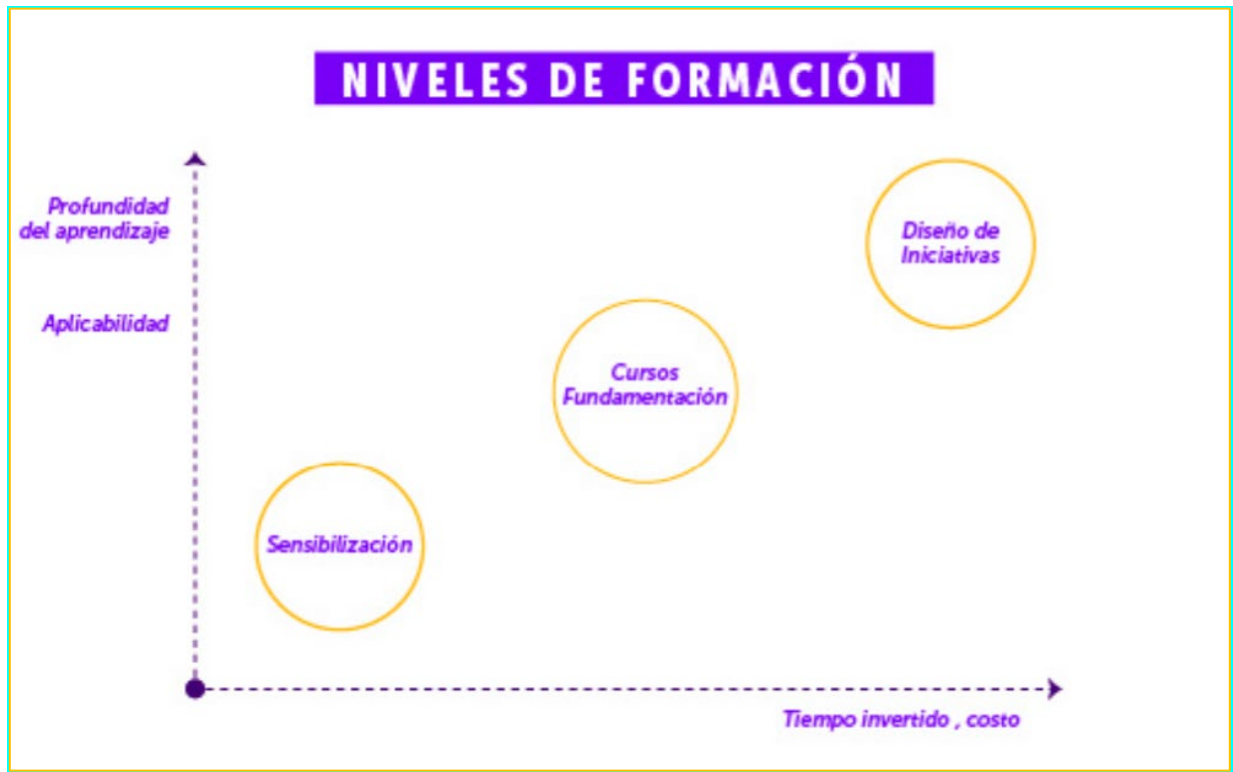 NIVELES DE FORMACIÓN
Profundidad
del aprendizaje
Aplicabilidad
Diseño de
Iniciativas
Cursos
Fundamentación
Sensibilización
Tiempo invertido , costo